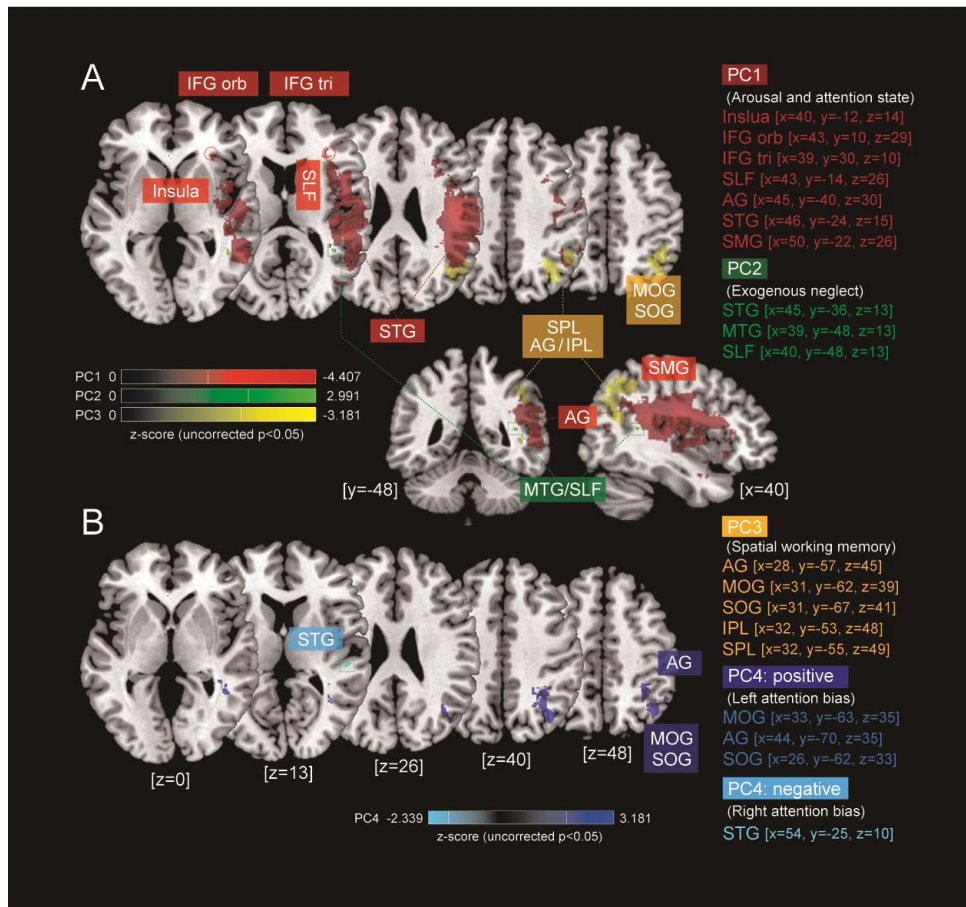 A
IFG orb
IFG tri
Insula
SLF
STG
SPL
AG/IPL
MOG
SOG
PC1 0 -4.407
PC2 0 2.991
PC3 0 -3.181
z-score (uncorrected p<0.05)
SMG
AG
MTG/SLF
[y=-48]
[x=40]
PC1
(Arousal and attention state)
Inslua [x=40, y=-12, z=14]
IFG orb [x=43, y=10, z=29]
IFG tri [x=39, y=30, z=10]
SLF [x=43, y=-14, z=26]
AG [x=45, y=-40, z=30]
STG [x=46, y=-24, z=15]
SMG [x=50, y=-22, z=26]
PC2
(Exogenous neglect)
STG [x=45, y=-36, z=13]
MTG [x=39, y=-48, z=13]
SLF [x=40, y=-48, z=13]
B
STG
AG
MOG
SOG
[z=0]
[z=13]
[z=26]
[z=40]
[z=48]
PC4 -2.339 3.181
z-score (uncorrected p<0.05)
PC3
(Spatial working memory)
AG [x=28, y=-57, z=45]
MOG [x=31, y=-62, z=39]
SOG [x=31, y=-67, z=41]
IPL [x=32, y=-53, z=48]
SPL [x=32, y=-55, z=49]
PC4: positive
(Left attention bias)
MOG [x=33, y=-63, z=35]
AG [x=44, y=-70, z=35]
SOG [x=26, y=-62, z=33]
PC4: negative
(Right attention bias)
STG [x=54, y=-25, z=10]